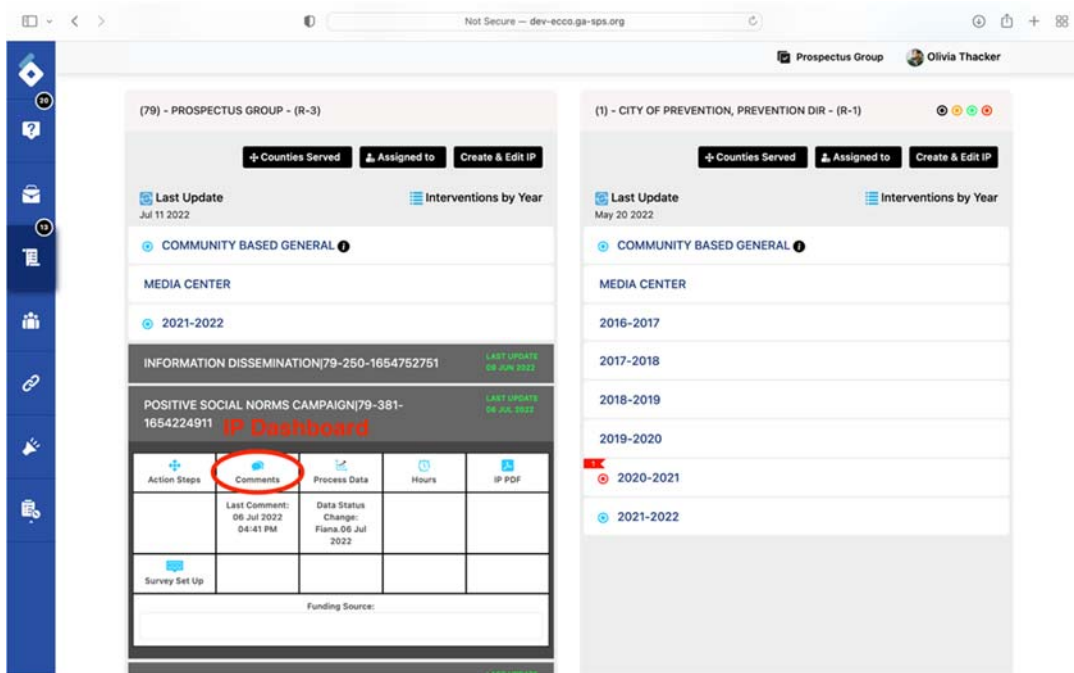 Not Secure — dev-ecco.ga-sps.org
Prospectus Group
Olivia Thacker
20
13
(79) - PROSPECTUS GROUP - (R-3)
Counties Served
Assigned to
Create & Edit IP
Last Update
Interventions by Year
Jul 11 2022
COMMUNITY BASED GENERAL
MEDIA CENTER
2021-2022
INFORMATION DISSEMINATION|79-250-1654752751
LAST UPDATE
POSITIVE SOCIAL NORMS CAMPAIGN|79-381-
1654224911
LAST UPDATE
06 JUL 2022
IP Dashboard
Action Steps
Comments
Process Data
Hours
IP PDF
Last Comment:
06 Jul 2022
04:41 PM
Data Status
Change:
Fiana.06 Jul
2022
Survey Set Up
Funding Source:
(1) - CITY OF PREVENTION, PREVENTION DIR - (R-1)
Counties Served
Assigned to
Create & Edit IP
Last Update
Interventions by Year
May 20 2022
COMMUNITY BASED GENERAL
MEDIA CENTER
2016-2017
2017-2018
2018-2019
2019-2020
1
2020-2021
2021-2022